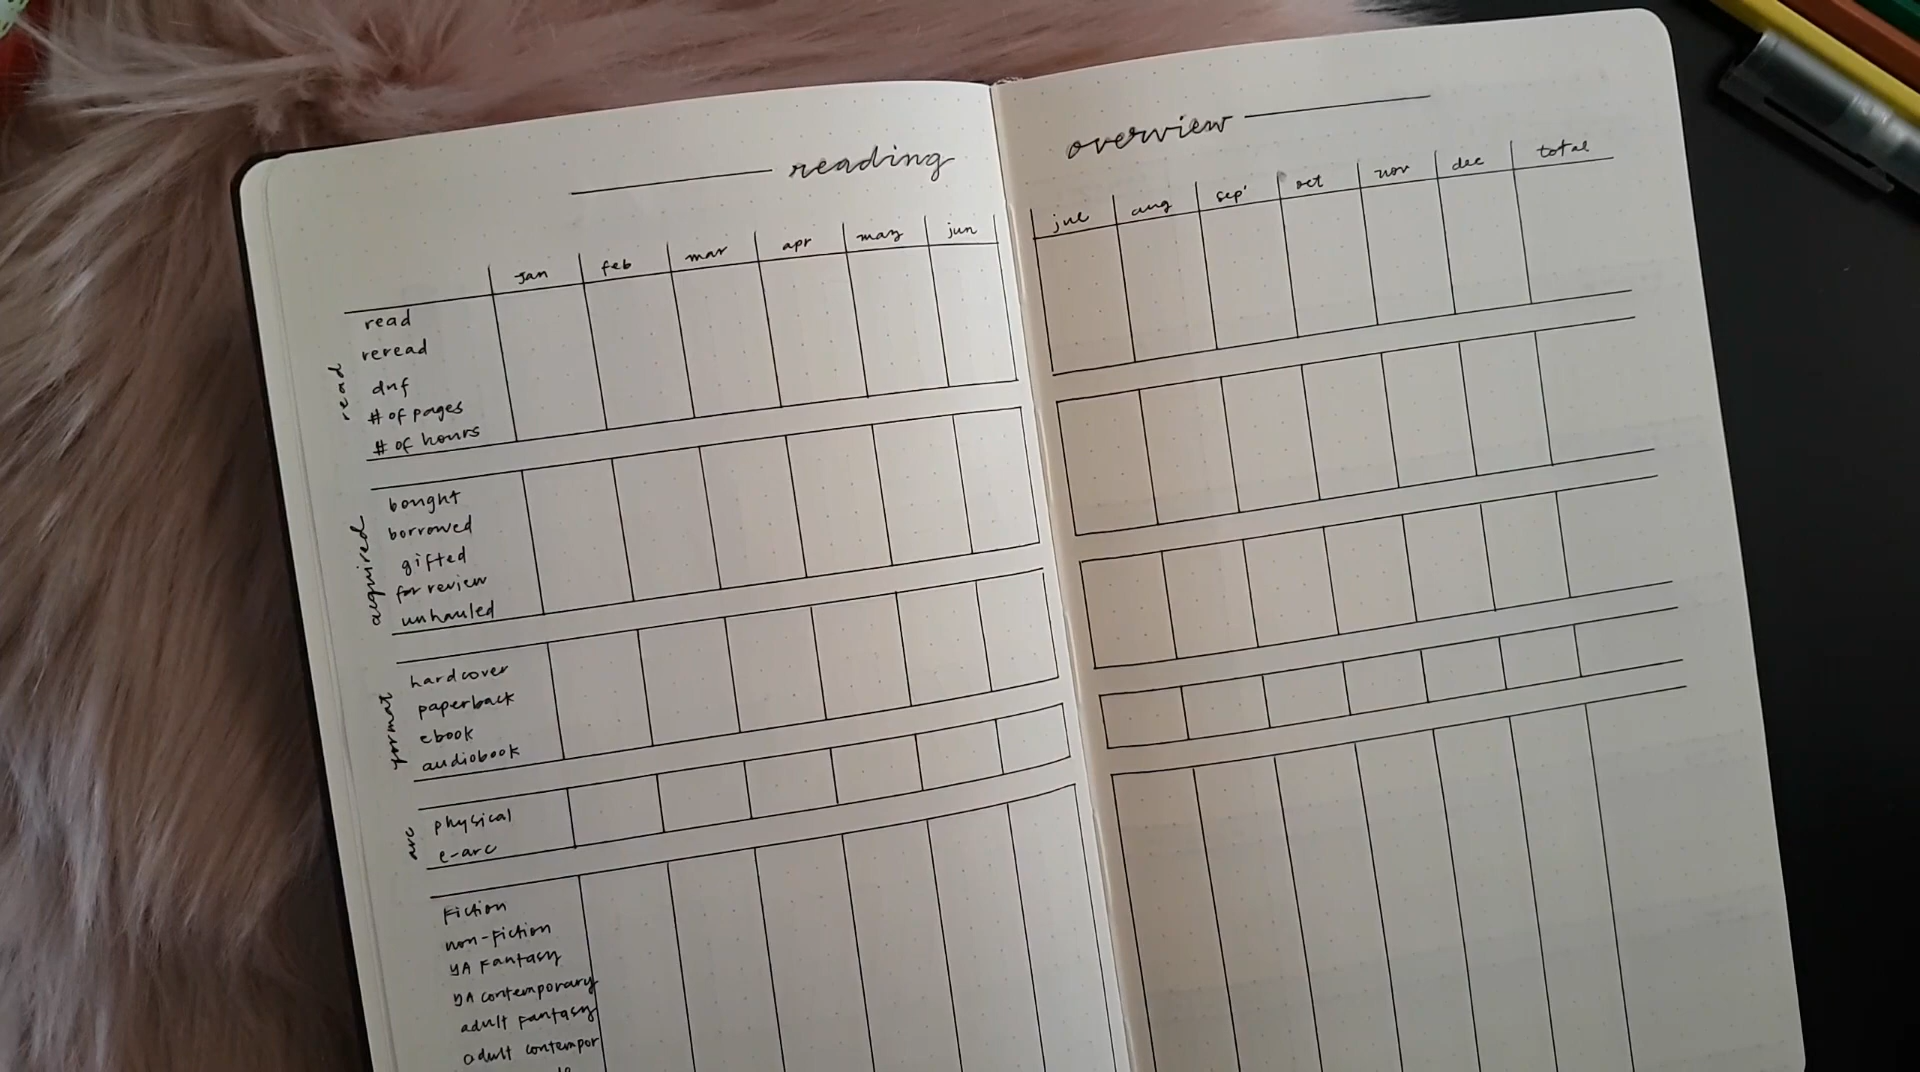 reading overview
Jan feb mar apr may jun jul aug sep' oct nov dec total
read
read
reread
dnf
# of pages
# of hours
acquired
bought
borrowed
gifted
for review
unhauled
format
hardcover
paperback
ebook
audiobook
arc
physical
e-arc
Fiction
non-Fiction
YA Fantasy
YA contemporary
adult Fantasy
adult contempor